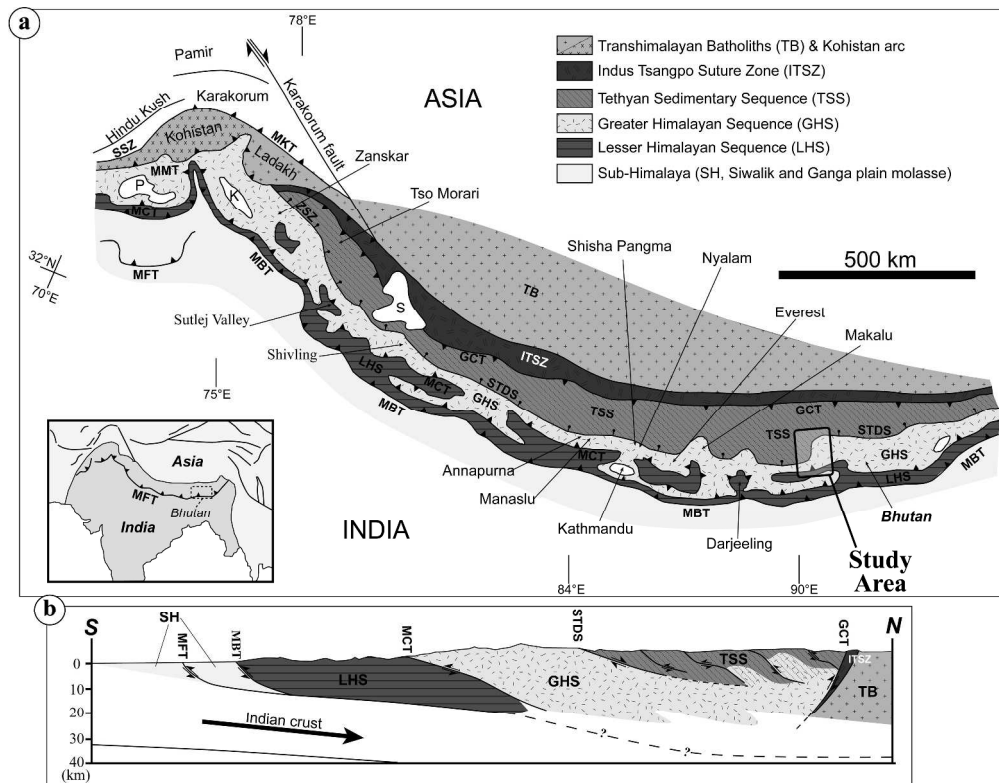 a
78°E
Pamir
Hindu Kush
Karakorum
Karakorum fault
ASIA
Transhimalayan Batholiths (TB) & Kohistan arc
Indus Tsangpo Suture Zone (ITSZ)
Tethyan Sedimentary Sequence (TSS)
Greater Himalayan Sequence (GHS)
Lesser Himalayan Sequence (LHS)
Sub-Himalaya (SH, Siwalik and Ganga plain molasse)
SSZ
Kohistan
MKT
Ladakh
Zanskar
MMT
P
K
MCT
ZSZ
Tso Morari
MFT
32°N
70°E
MBT
Shisha Pangma
Nyalam
500 km
TB
Everest
Makalu
S
Sutlej Valley
Shivling
GCT
ITSZ
75°E
LHS
MCT
STDS
GHS
MBT
TSS
GCT
TSS
STDS
GHS
MBT
LHS
MCT
Annapurna
Manaslu
Kathmandu
MBT
Darjeeling
Bhutan
Study
Area
INDIA
84°E
90°E
Asia
MFT
Bhutan
India
b
S
SH
MFT
MBT
MCT
STDS
GCT
N
0
10
20
30
40
(km)
LHS
GHS
TSS
ITSZ
TB
Indian crust
?
?